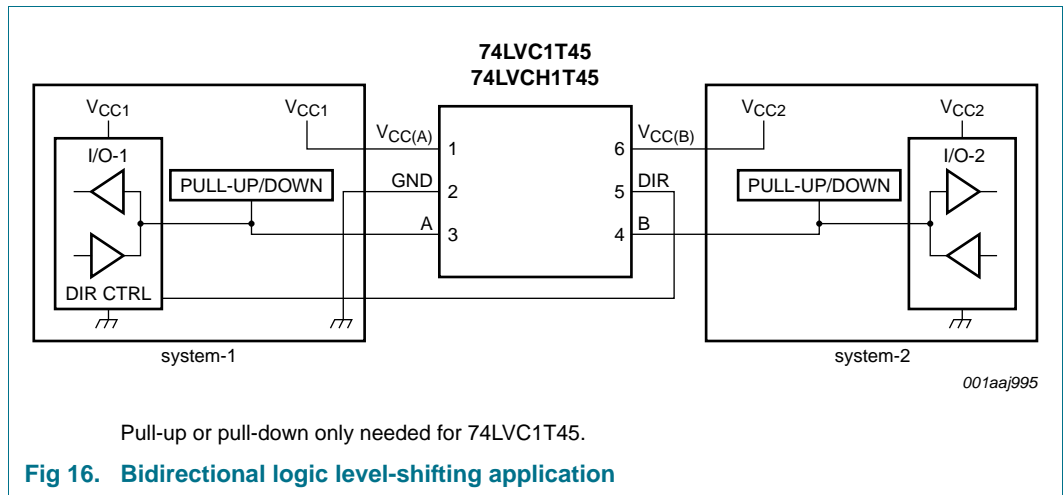 74LVC1T45
74LVCH1T45
VCC1
VCC1
VCC(A)
1
6
VCC(B)
VCC2
VCC2
I/O-1
PULL-UP/DOWN
GND
2
5
DIR
PULL-UP/DOWN
I/O-2
A
3
4
B
DIR CTRL
system-1
system-2
001aaj995
Pull-up or pull-down only needed for 74LVC1T45.
Fig 16. Bidirectional logic level-shifting application